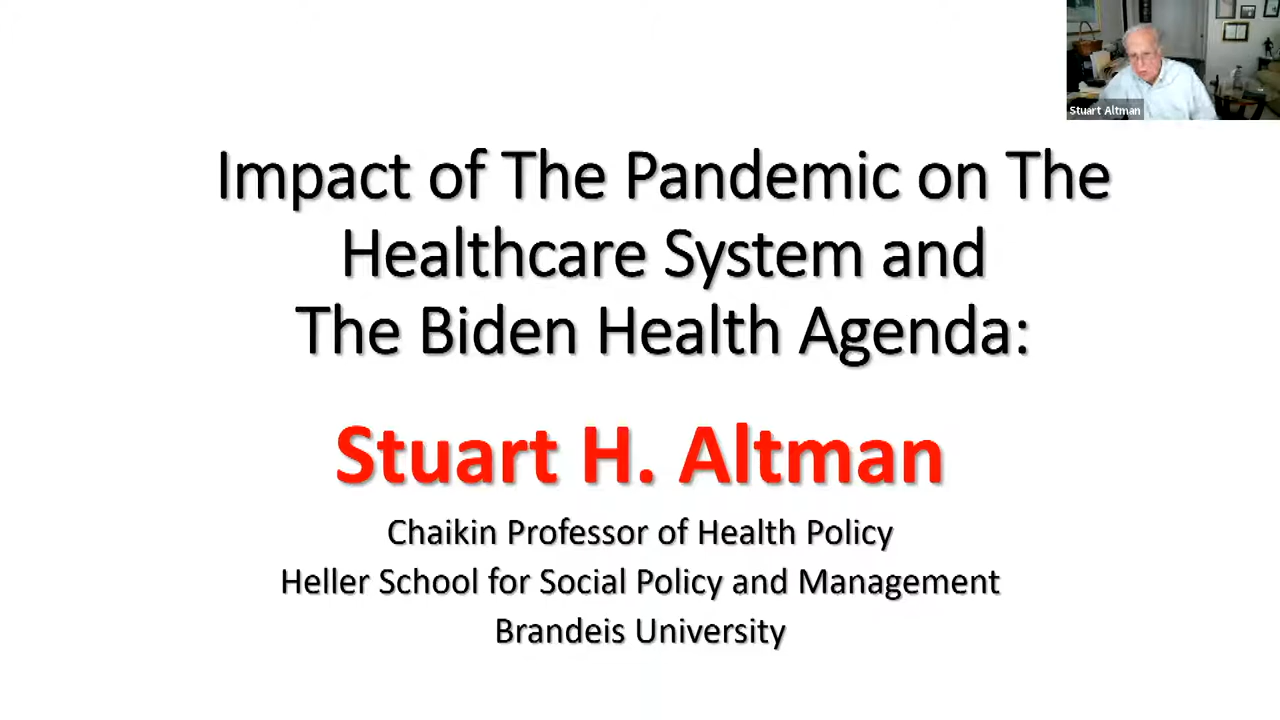 Stuart Altman
Impact of The Pandemic on The
Healthcare System and
The Biden Health Agenda:
Stuart H. Altman
Chaikin Professor of Health Policy
Heller School for Social Policy and Management
Brandeis University